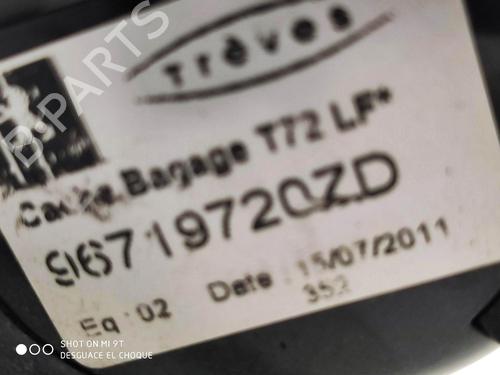 Trèves
Cache Bagage T72 LF*
96719720ZD
Eq : 02 Date : 15/07/2011
352
B-PARTS
SHOT ON MI 9T
DESGUACE EL CHOQUE